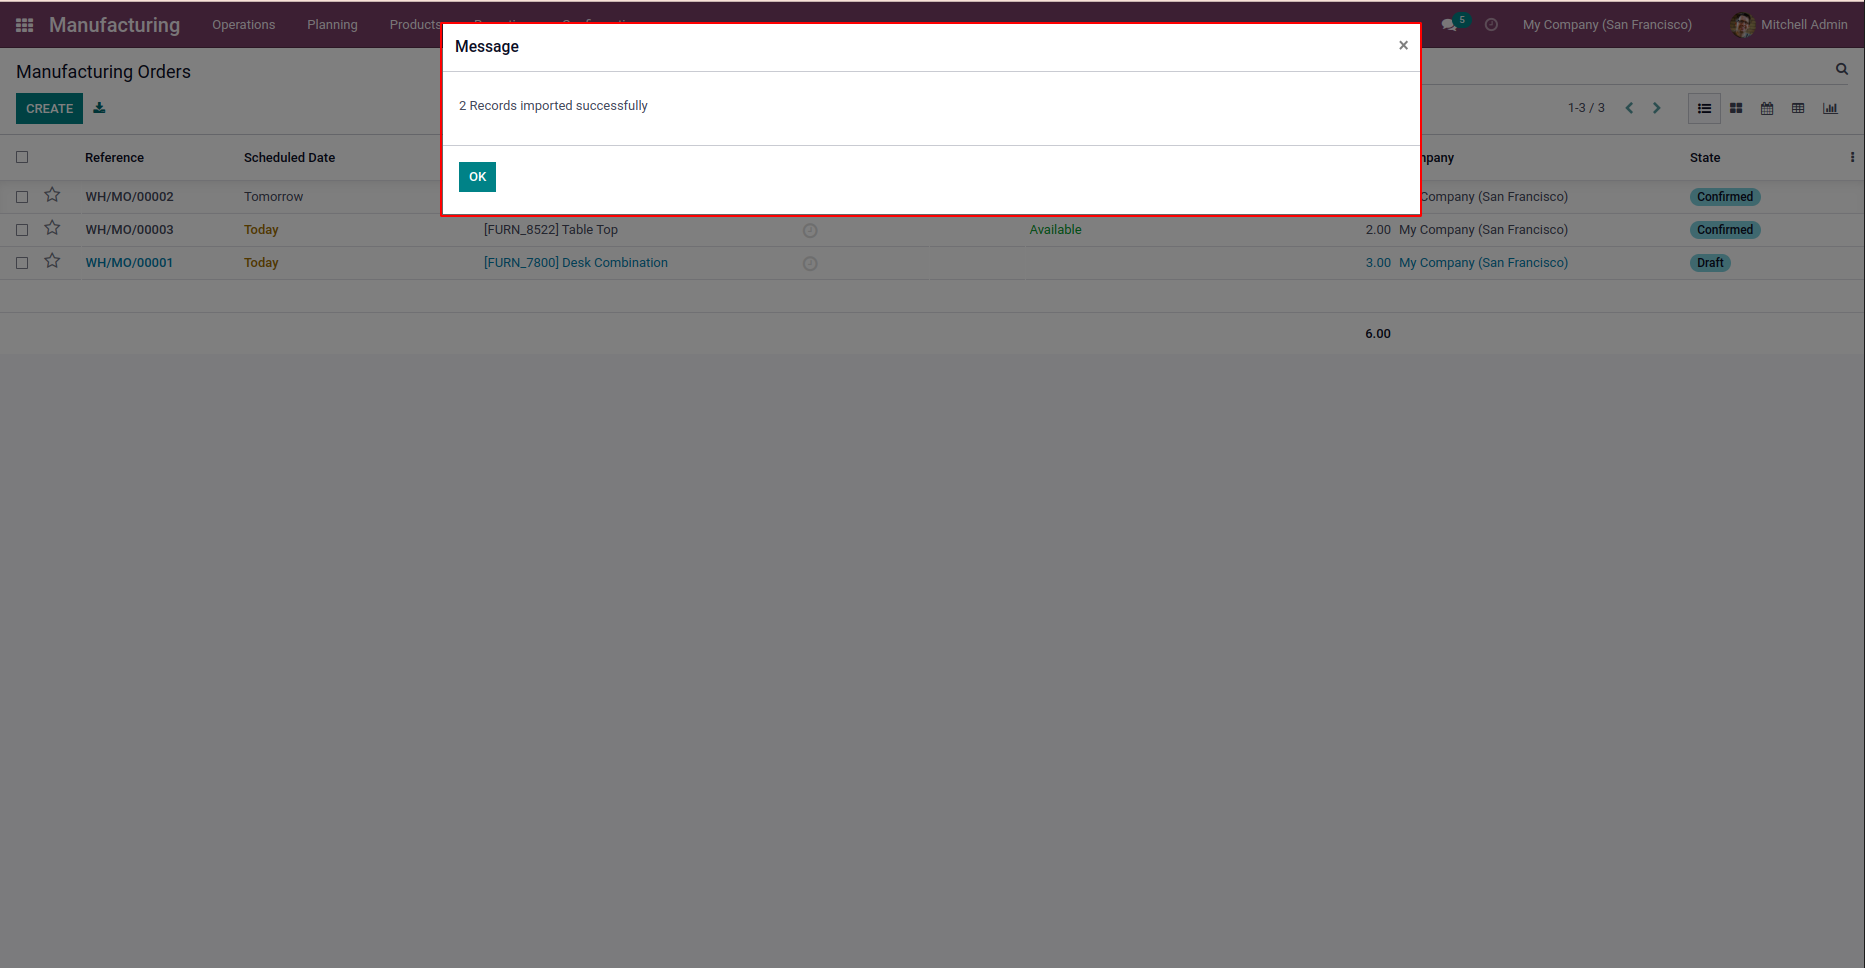 Manufacturing Operations Planning Products 5 My Company (San Francisco) Mitchell Admin
Message ×
Manufacturing Orders
2 Records imported successfully
CREATE 1-3 / 3
Reference Scheduled Date State
OK
WH/MO/00002 Tomorrow Company (San Francisco) Confirmed
WH/MO/00003 Today [FURN_8522] Table Top Available 2.00 My Company (San Francisco) Confirmed
WH/MO/00001 Today [FURN_7800] Desk Combination 3.00 My Company (San Francisco) Draft
6.00